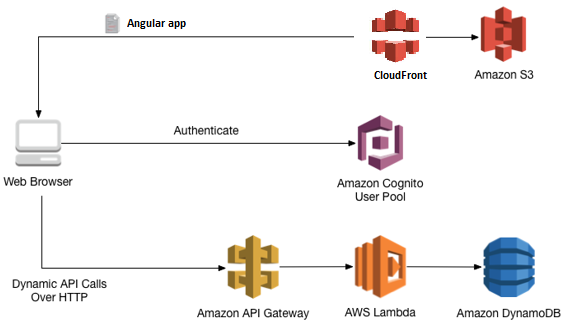 Angular app
CloudFront
Amazon S3
Authenticate
Web Browser
Amazon Cognito
User Pool
Dynamic API Calls
Over HTTP
Amazon API Gateway
AWS Lambda
Amazon DynamoDB